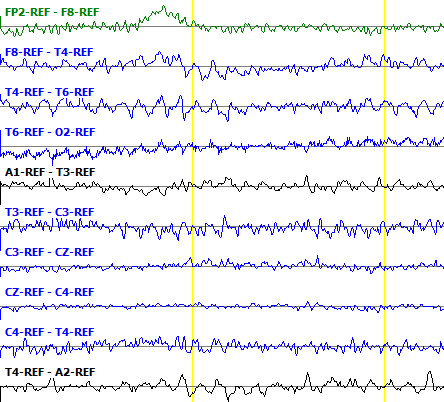 FP2-REF - F8-REF
F8-REF - T4-REF
T4-REF - T6-REF
T6-REF - O2-REF
A1-REF - T3-REF
T3-REF - C3-REF
C3-REF - CZ-REF
CZ-REF - C4-REF
C4-REF - T4-REF
T4-REF - A2-REF